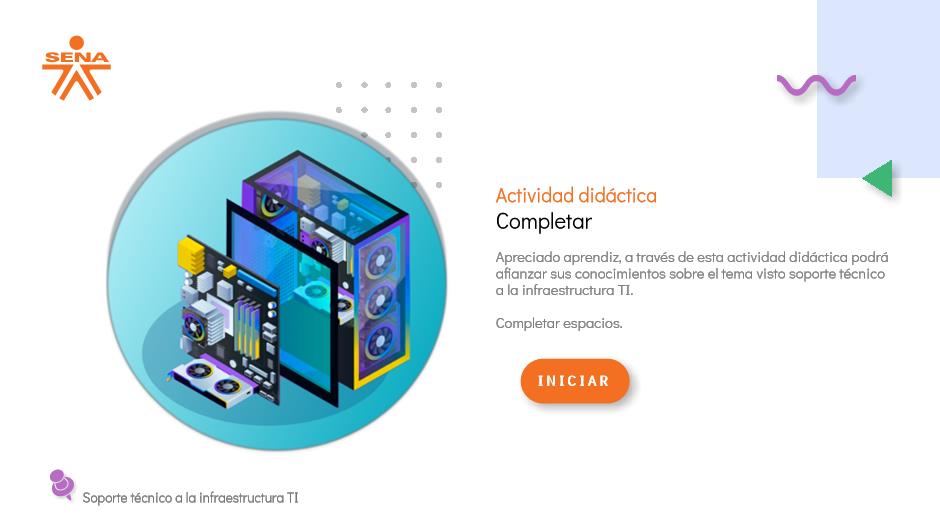 SENA
Actividad didáctica
Completar
Apreciado aprendiz, a través de esta actividad didáctica podrá
afianzar sus conocimientos sobre el tema visto soporte técnico
a la infraestructura TI.
Completar espacios.
INICIAR
Soporte técnico a la infraestructura TI